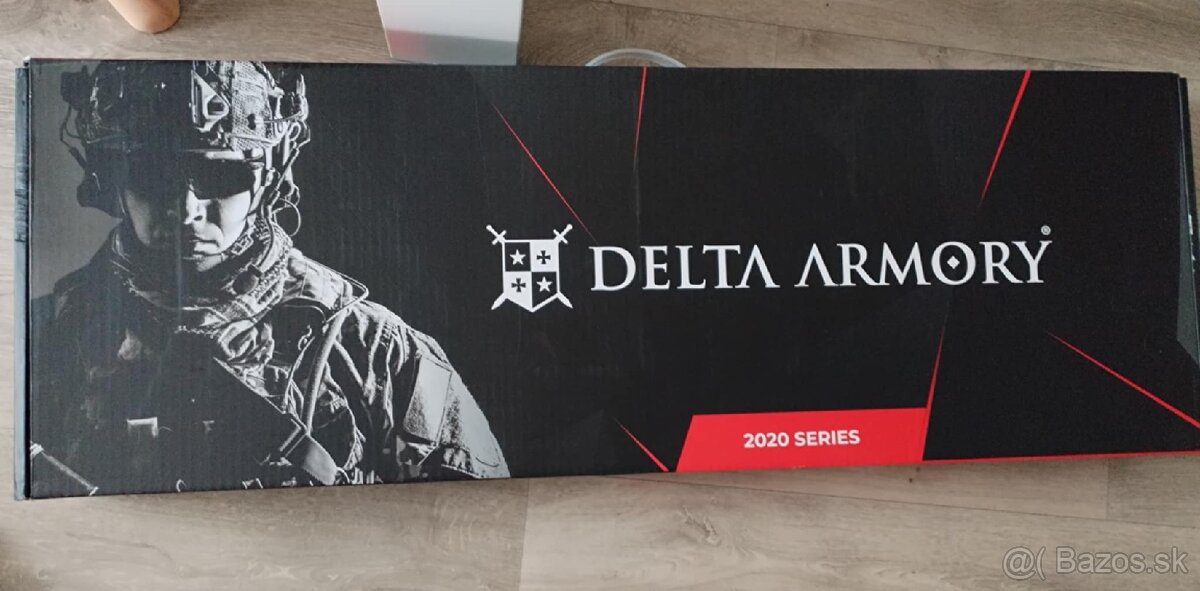 DELTA ARMORY®
2020 SERIES
@( Bazos.sk